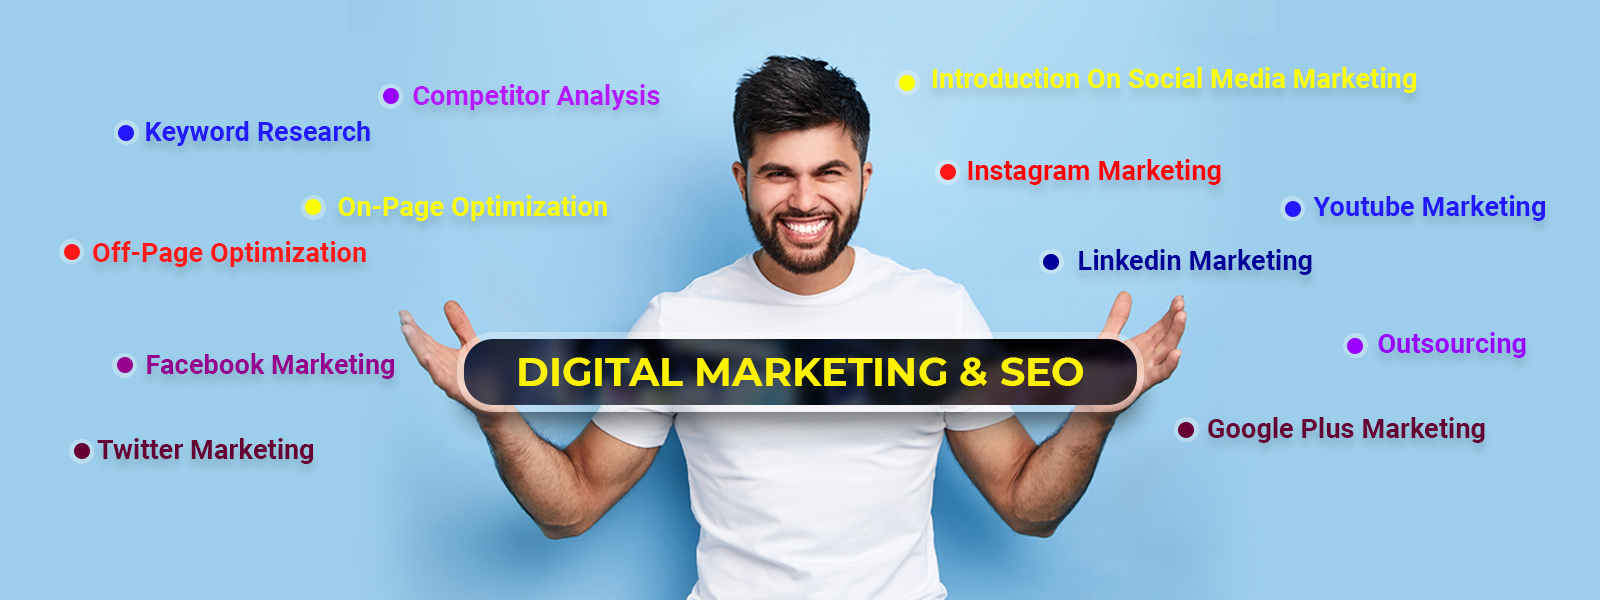 Competitor Analysis
Keyword Research
On-Page Optimization
Off-Page Optimization
Facebook Marketing
Twitter Marketing
DIGITAL MARKETING & SEO
Introduction On Social Media Marketing
Instagram Marketing
Youtube Marketing
Linkedin Marketing
Outsourcing
Google Plus Marketing